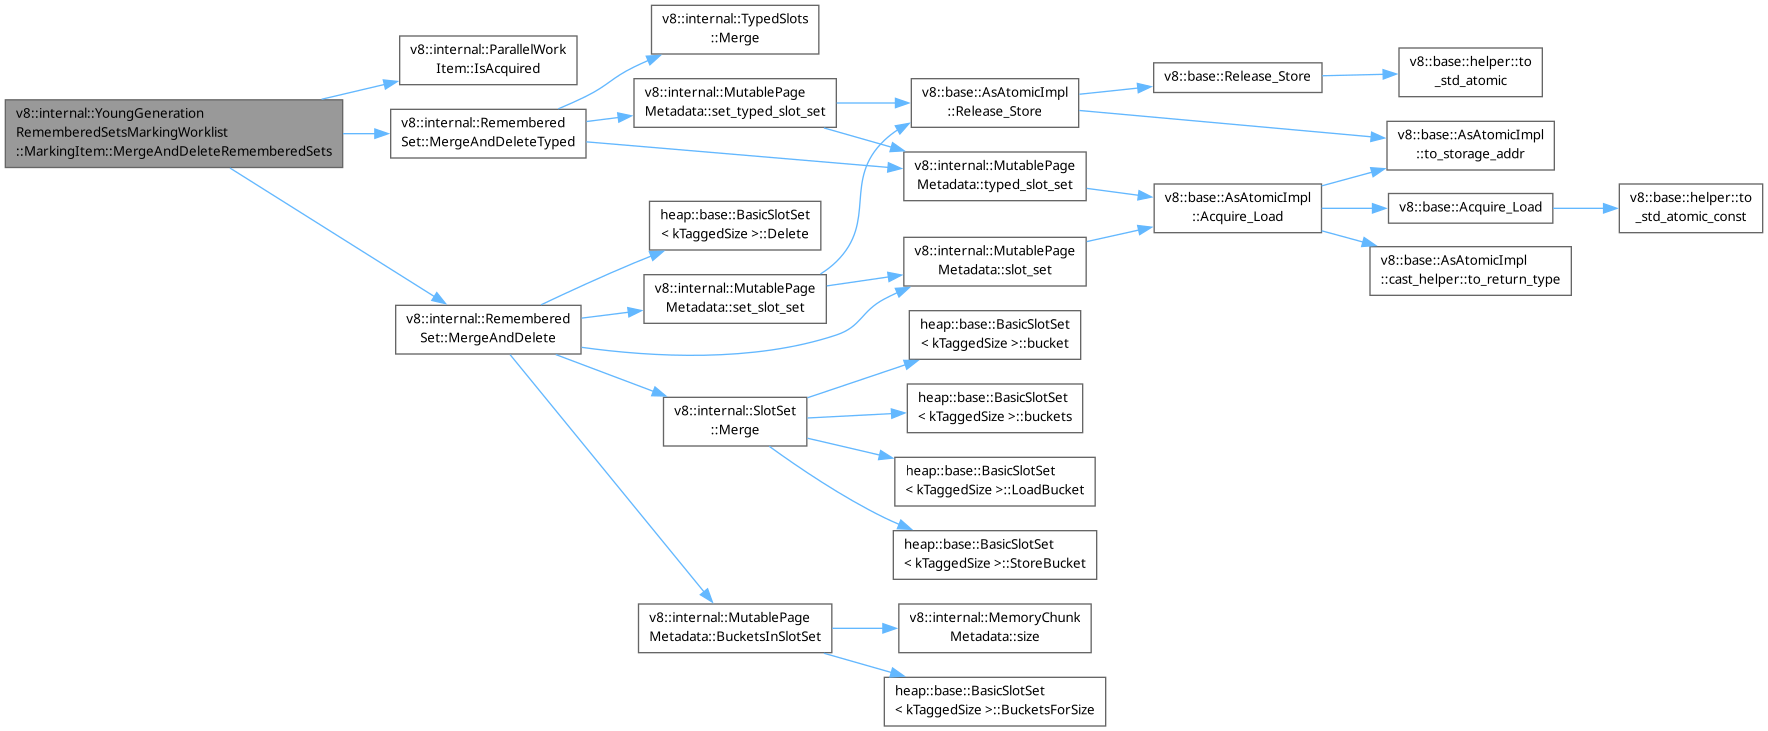 v8::internal::YoungGeneration
RememberedSetsMarkingWorklist
::MarkingItem::MergeAndDeleteRememberedSets
v8::internal::ParallelWork
Item::IsAcquired
v8::internal::Remembered
Set::MergeAndDeleteTyped
v8::internal::Remembered
Set::MergeAndDelete
v8::internal::TypedSlots
::Merge
v8::internal::MutablePage
Metadata::set_typed_slot_set
heap::base::BasicSlotSet
< kTaggedSize >::Delete
v8::internal::MutablePage
Metadata::set_slot_set
v8::internal::SlotSet
::Merge
v8::internal::MutablePage
Metadata::BucketsInSlotSet
v8::base::AsAtomicImpl
::Release_Store
v8::internal::MutablePage
Metadata::typed_slot_set
v8::internal::MutablePage
Metadata::slot_set
heap::base::BasicSlotSet
< kTaggedSize >::bucket
heap::base::BasicSlotSet
< kTaggedSize >::buckets
heap::base::BasicSlotSet
< kTaggedSize >::LoadBucket
heap::base::BasicSlotSet
< kTaggedSize >::StoreBucket
v8::internal::MemoryChunk
Metadata::size
heap::base::BasicSlotSet
< kTaggedSize >::BucketsForSize
v8::base::Release_Store
v8::base::AsAtomicImpl
::Acquire_Load
v8::base::helper::to
_std_atomic
v8::base::AsAtomicImpl
::to_storage_addr
v8::base::Acquire_Load
v8::base::AsAtomicImpl
::cast_helper::to_return_type
v8::base::helper::to
_std_atomic_const